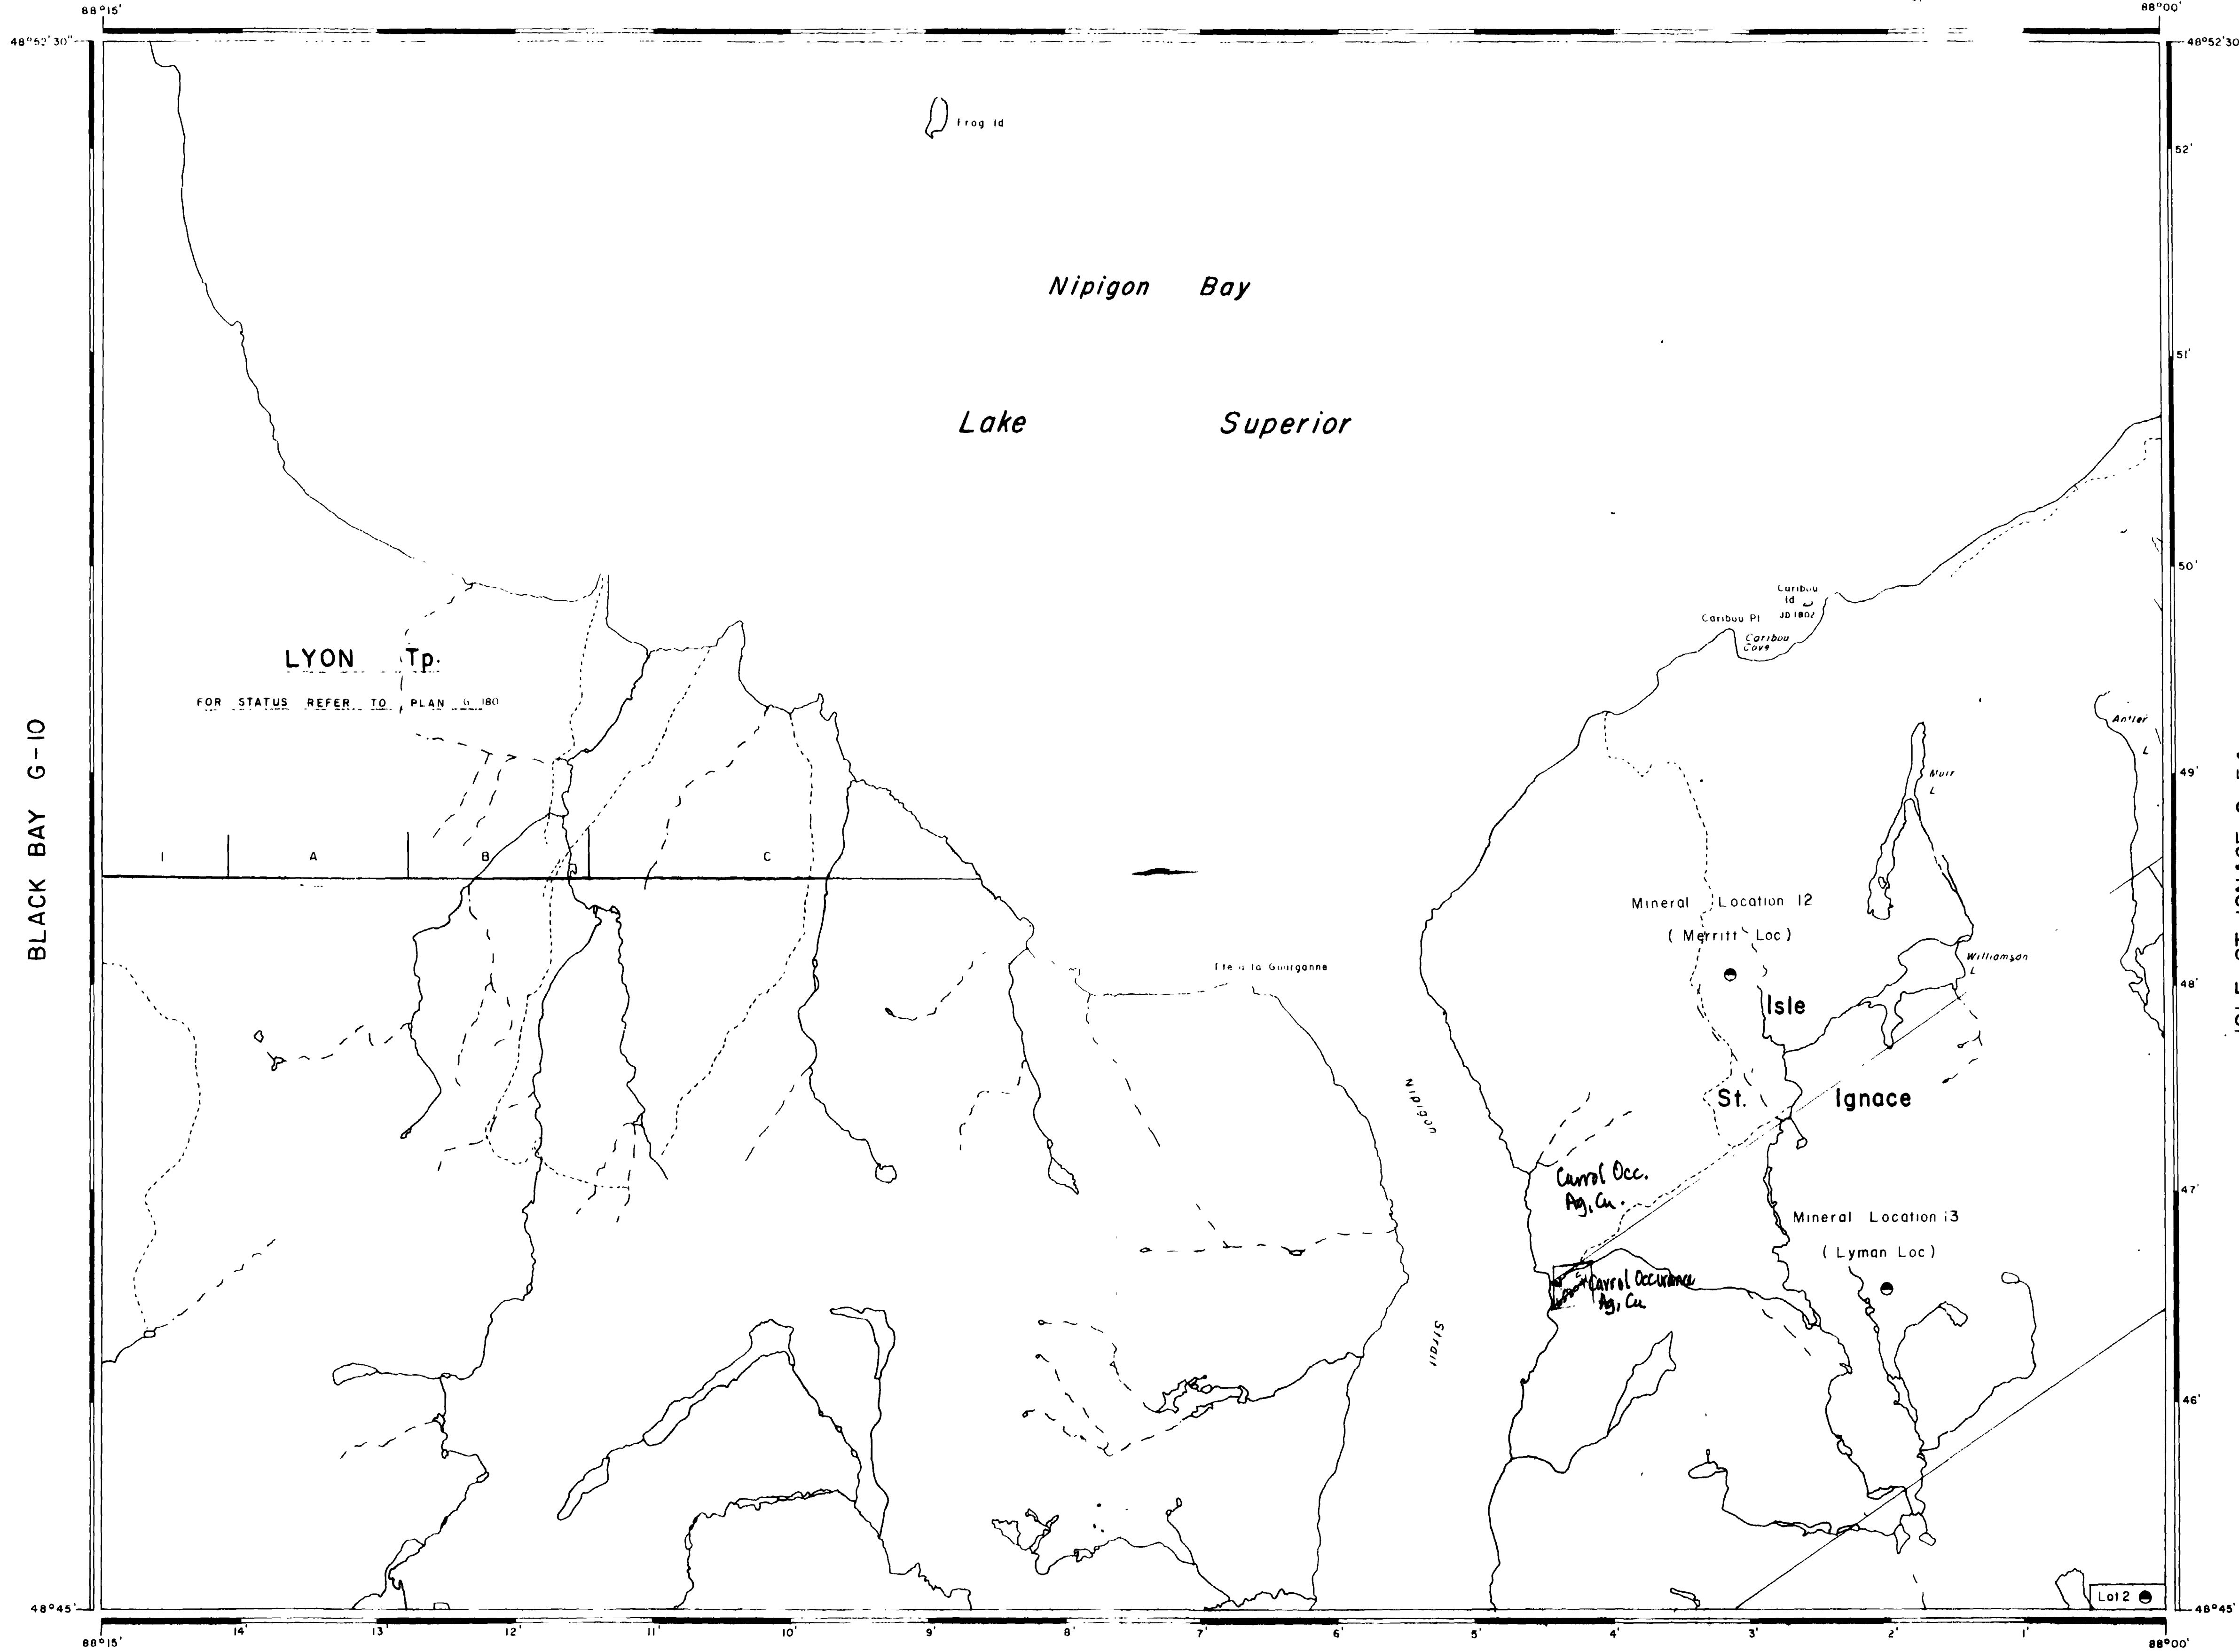 88°15'
88°00'
48°52'30"
48°52'30
Frog Id
52'
Nipigon Bay
51'
Lake Superior
50'
Caribou
Id
JD 1802
Caribou Pt
Caribou
Cove
LYON Tp.
FOR STATUS REFER TO PLAN G 180
Antler
L
BLACK BAY G-10
49'
Muir
L
I A B C
Mineral Location 12
( Merritt Loc )
Williamson
L
48'
Isle
St. Ignace
Nipigon
Strait
Carrol Occ.
Ag, Cu.
47'
Mineral Location 13
( Lyman Loc )
Carrol Occurance
Ag, Cu
46'
Lot 2
48°45'
48°45'
88°15'
14' 13' 12' 11' 10' 9' 8' 7' 6' 5' 4' 3' 2' 1'
88°00'